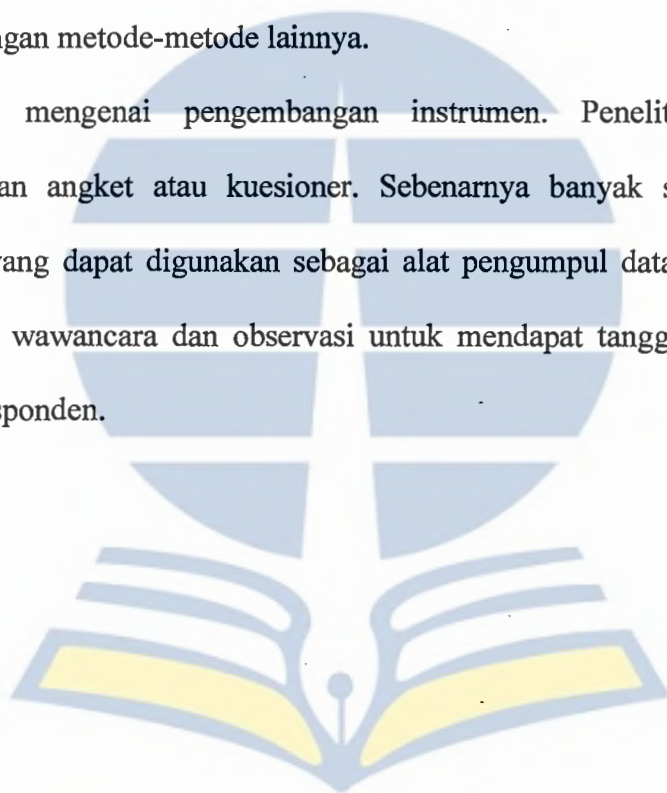 ngan metode-metode lainnya.
mengenai pengembangan instrumen. Penelit
an angket atau kuesioner. Sebenarnya banyak s
yang dapat digunakan sebagai alat pengumpul data
wawancara dan observasi untuk mendapat tangg
sponden.